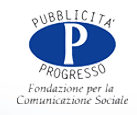 PUBBLICITA'
P
PROGRESSO
Fondazione per la
Comunicazione Sociale